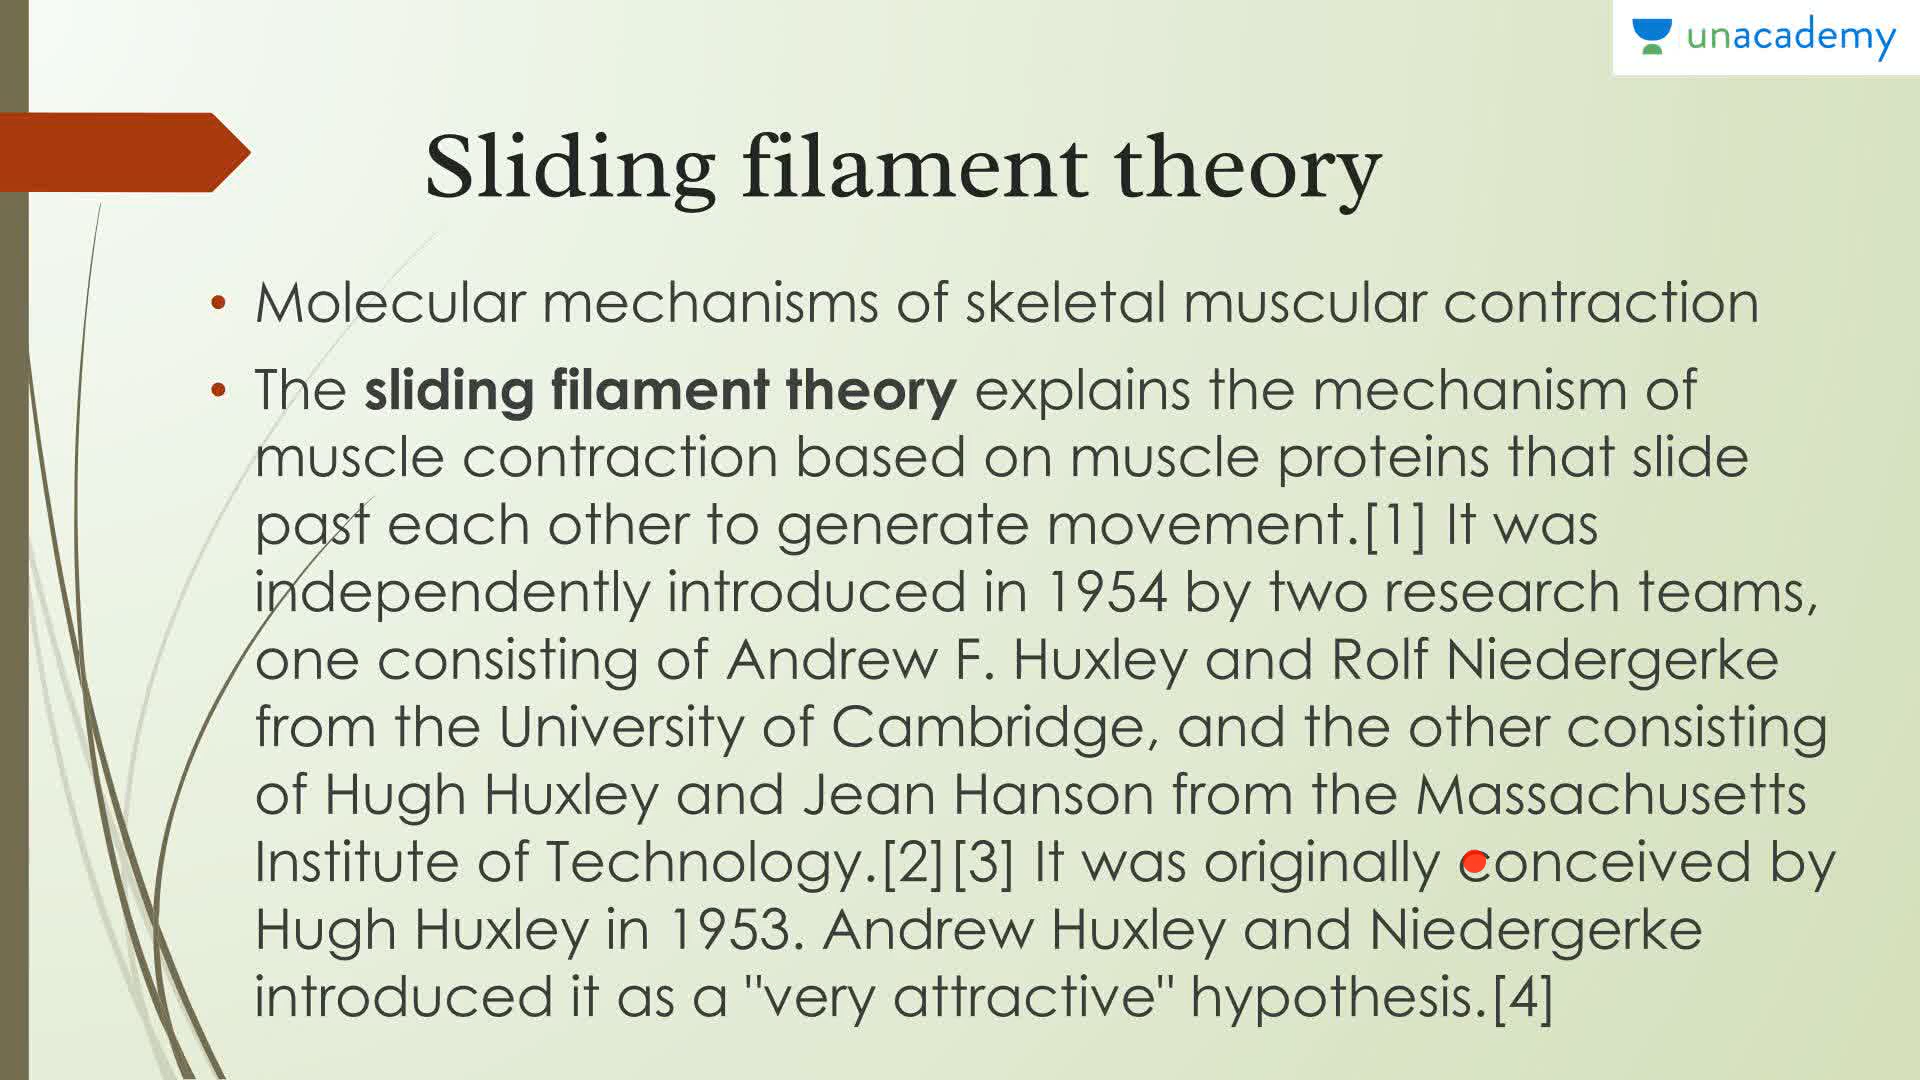 unacademy
Sliding filament theory
• Molecular mechanisms of skeletal muscular contraction
• The sliding filament theory explains the mechanism of
muscle contraction based on muscle proteins that slide
past each other to generate movement.[1] It was
independently introduced in 1954 by two research teams,
one consisting of Andrew F. Huxley and Rolf Niedergerke
from the University of Cambridge, and the other consisting
of Hugh Huxley and Jean Hanson from the Massachusetts
Institute of Technology.[2][3] It was originally conceived by
Hugh Huxley in 1953. Andrew Huxley and Niedergerke
introduced it as a "very attractive" hypothesis.[4]